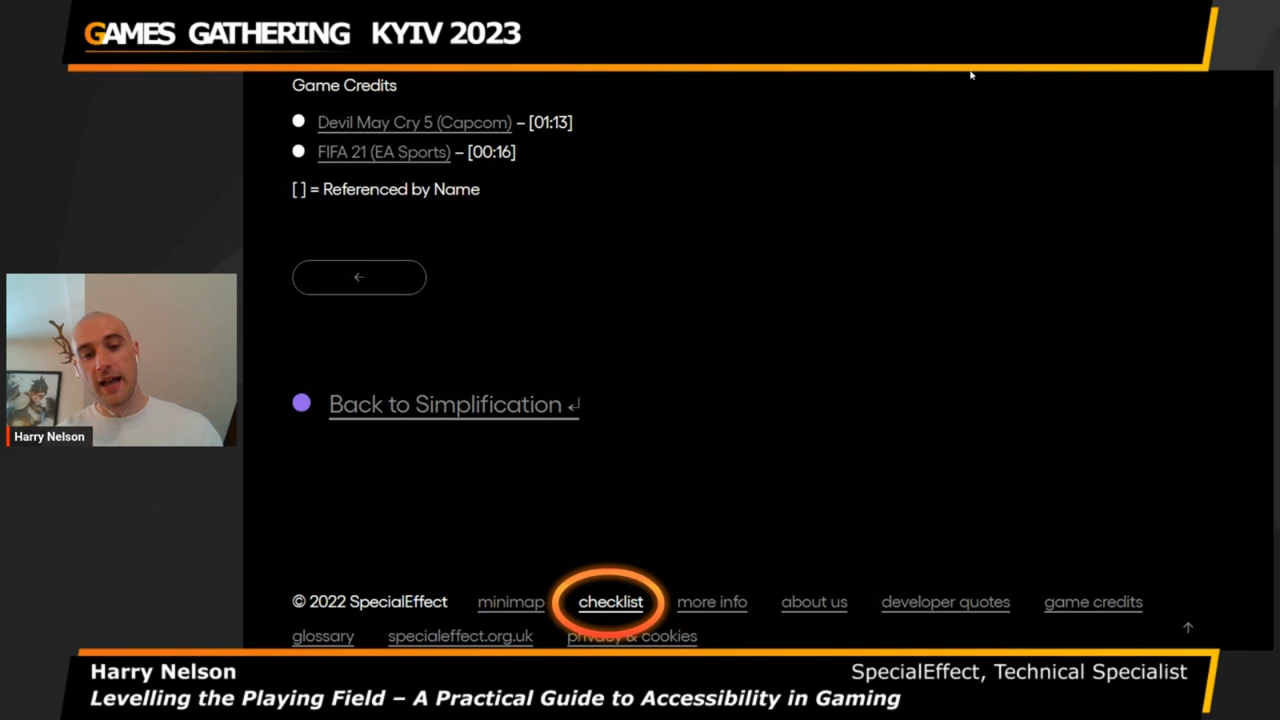 GAMES GATHERING KYIV 2023
Game Credits
Devil May Cry 5 (Capcom) – [01:13]
FIFA 21 (EA Sports) – [00:16]
[ ] = Referenced by Name
←
Back to Simplification ↲
Harry Nelson
© 2022 SpecialEffect minimap checklist more info about us developer quotes game credits
glossary specialeffect.org.uk privacy & cookies ↑
Harry Nelson SpecialEffect, Technical Specialist
Levelling the Playing Field – A Practical Guide to Accessibility in Gaming